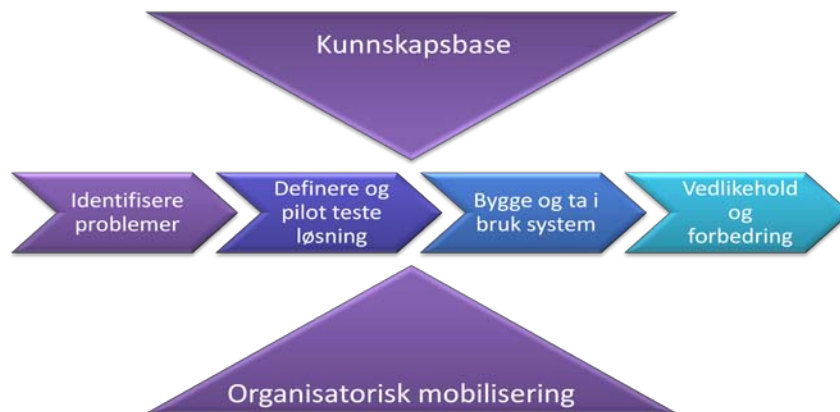 Kunnskapsbase
Identifisere
problemer
Definere og
pilot teste
løsning
Bygge og ta i
bruk system
Vedlikehold
og
forbedring
Organisatorisk mobilisering